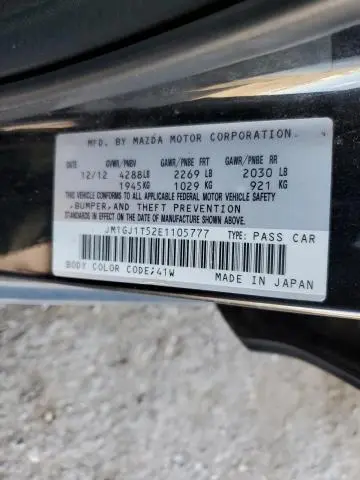 MFD. BY MAZDA MOTOR CORPORATION.
DATE GVWR/PNBV GAWR/PNBE FRT GAWR/PNBE RR
12/12 4288LB 2269 LB 2030 LB
1945KG 1029 KG 921 KG
THIS VEHICLE CONFORMS TO ALL APPLICABLE FEDERAL MOTOR VEHICLE SAFETY
,BUMPER,AND THEFT PREVENTION
STANDARDS IN EFFECT ON THE DATE OF MANUFACTURE SHOWN ABOVE.
JM1GJ1T52E1105777 TYPE: PASS CAR
BODY COLOR CODE;41W MADE IN JAPAN